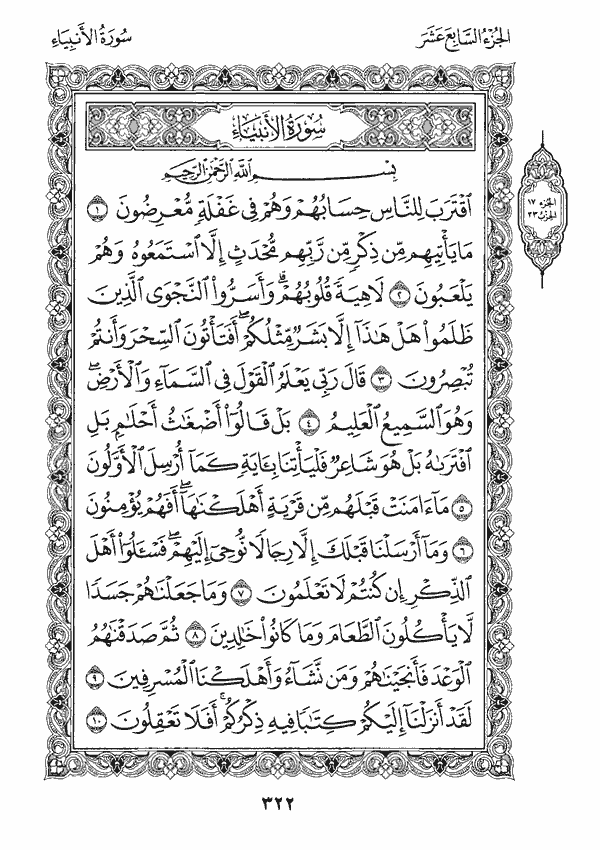 الجزء السابع عشر
سورة الأنبياء
سُورَةُ الأَنبِيَاءِ
بِسْمِ ٱللَّهِ ٱلرَّحْمَٰنِ ٱلرَّحِيمِ
ٱقْتَرَبَ لِلنَّاسِ حِسَابُهُمْ وَهُمْ فِى غَفْلَةٍ مُّعْرِضُونَ ١
مَا يَأْتِيهِم مِّن ذِكْرٍ مِّن رَّبِّهِم مُّحْدَثٍ إِلَّا ٱسْتَمَعُوهُ وَهُمْ
يَلْعَبُونَ ٢ لَاهِيَةً قُلُوبُهُمْ ۗ وَأَسَرُّوا۟ ٱلنَّجْوَى ٱلَّذِينَ
ظَلَمُوا۟ هَلْ هَٰذَآ إِلَّا بَشَرٌ مِّثْلُكُمْ ۖ أَفَتَأْتُونَ ٱلسِّحْرَ وَأَنتُمْ
تُبْصِرُونَ ٣ قَالَ رَبِّى يَعْلَمُ ٱلْقَوْلَ فِى ٱلسَّمَآءِ وَٱلْأَرْضِ ۖ
وَهُوَ ٱلسَّمِيعُ ٱلْعَلِيمُ ٤ بَلْ قَالُوٓا۟ أَضْغَٰثُ أَحْلَٰمٍۭ بَلِ
ٱفْتَرَىٰهُ بَلْ هُوَ شَاعِرٌ فَلْيَأْتِنَا بِـَٔايَةٍ كَمَآ أُرْسِلَ ٱلْأَوَّلُونَ
٥ مَآ ءَامَنَتْ قَبْلَهُم مِّن قَرْيَةٍ أَهْلَكْنَٰهَآ ۖ أَفَهُمْ يُؤْمِنُونَ
٦ وَمَآ أَرْسَلْنَا قَبْلَكَ إِلَّا رِجَالًا نُّوحِىٓ إِلَيْهِمْ ۖ فَسْـَٔلُوٓا۟ أَهْلَ
ٱلذِّكْرِ إِن كُنتُمْ لَا تَعْلَمُونَ ٧ وَمَا جَعَلْنَٰهُمْ جَسَدًا
لَّا يَأْكُلُونَ ٱلطَّعَامَ وَمَا كَانُوا۟ خَٰلِدِينَ ٨ ثُمَّ صَدَقْنَٰهُمُ
ٱلْوَعْدَ فَأَنجَيْنَٰهُمْ وَمَن نَّشَآءُ وَأَهْلَكْنَا ٱلْمُسْرِفِينَ ٩
لَقَدْ أَنزَلْنَآ إِلَيْكُمْ كِتَٰبًا فِيهِ ذِكْرُكُمْ ۖ أَفَلَا تَعْقِلُونَ ١٠
الجزء ١٧
الحزب ٣٣
٣٢٢